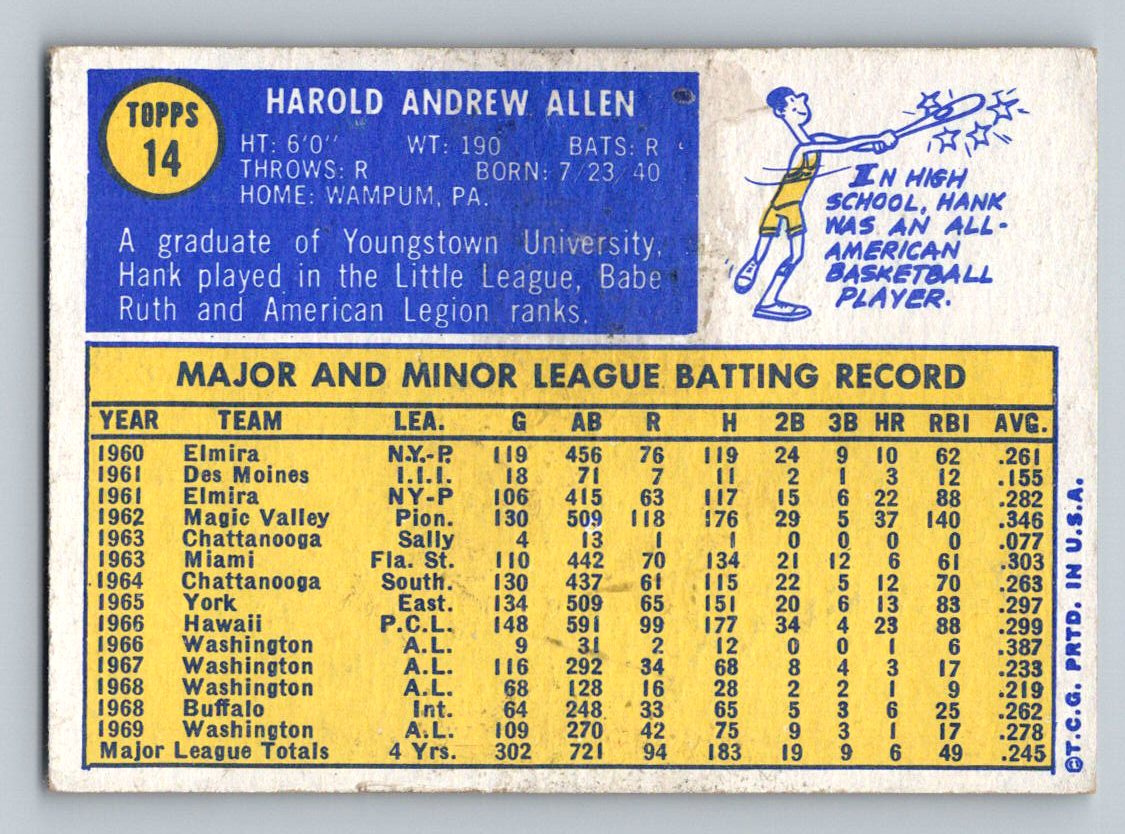 TOPPS
14
HAROLD ANDREW ALLEN
HT: 6'0" WT: 190 BATS: R
THROWS: R BORN: 7/23/40
HOME: WAMPUM, PA.
A graduate of Youngstown University,
Hank played in the Little League, Babe
Ruth and American Legion ranks.
IN HIGH
SCHOOL, HANK
WAS AN ALL-
AMERICAN
BASKETBALL
PLAYER.
MAJOR AND MINOR LEAGUE BATTING RECORD
YEAR TEAM LEA. G AB R H 2B 3B HR RBI AVG.
1960 Elmira N.Y.-P. 119 456 76 119 24 9 10 62 .261
1961 Des Moines I.I.I. 18 71 7 11 2 1 3 12 .155
1961 Elmira NY-P 106 415 63 117 15 6 22 88 .282
1962 Magic Valley Pion. 130 509 118 176 29 5 37 140 .346
1963 Chattanooga Sally 4 13 1 1 0 0 0 0 .077
1963 Miami Fla. St. 110 442 70 134 21 12 6 61 .303
1964 Chattanooga South. 130 437 61 115 22 5 12 70 .263
1965 York East. 134 509 65 151 20 6 13 83 .297
1966 Hawaii P.C.L. 148 591 99 177 34 4 23 88 .299
1966 Washington A.L. 9 31 2 12 0 0 1 6 .387
1967 Washington A.L. 116 292 34 68 8 4 3 17 .233
1968 Washington A.L. 68 128 16 28 2 2 1 9 .219
1968 Buffalo Int. 64 248 33 65 5 3 6 25 .262
1969 Washington A.L. 109 270 42 75 9 3 1 17 .278
Major League Totals 4 Yrs. 302 721 94 183 19 9 6 49 .245
©T.C.G. PRTD. IN U.S.A.